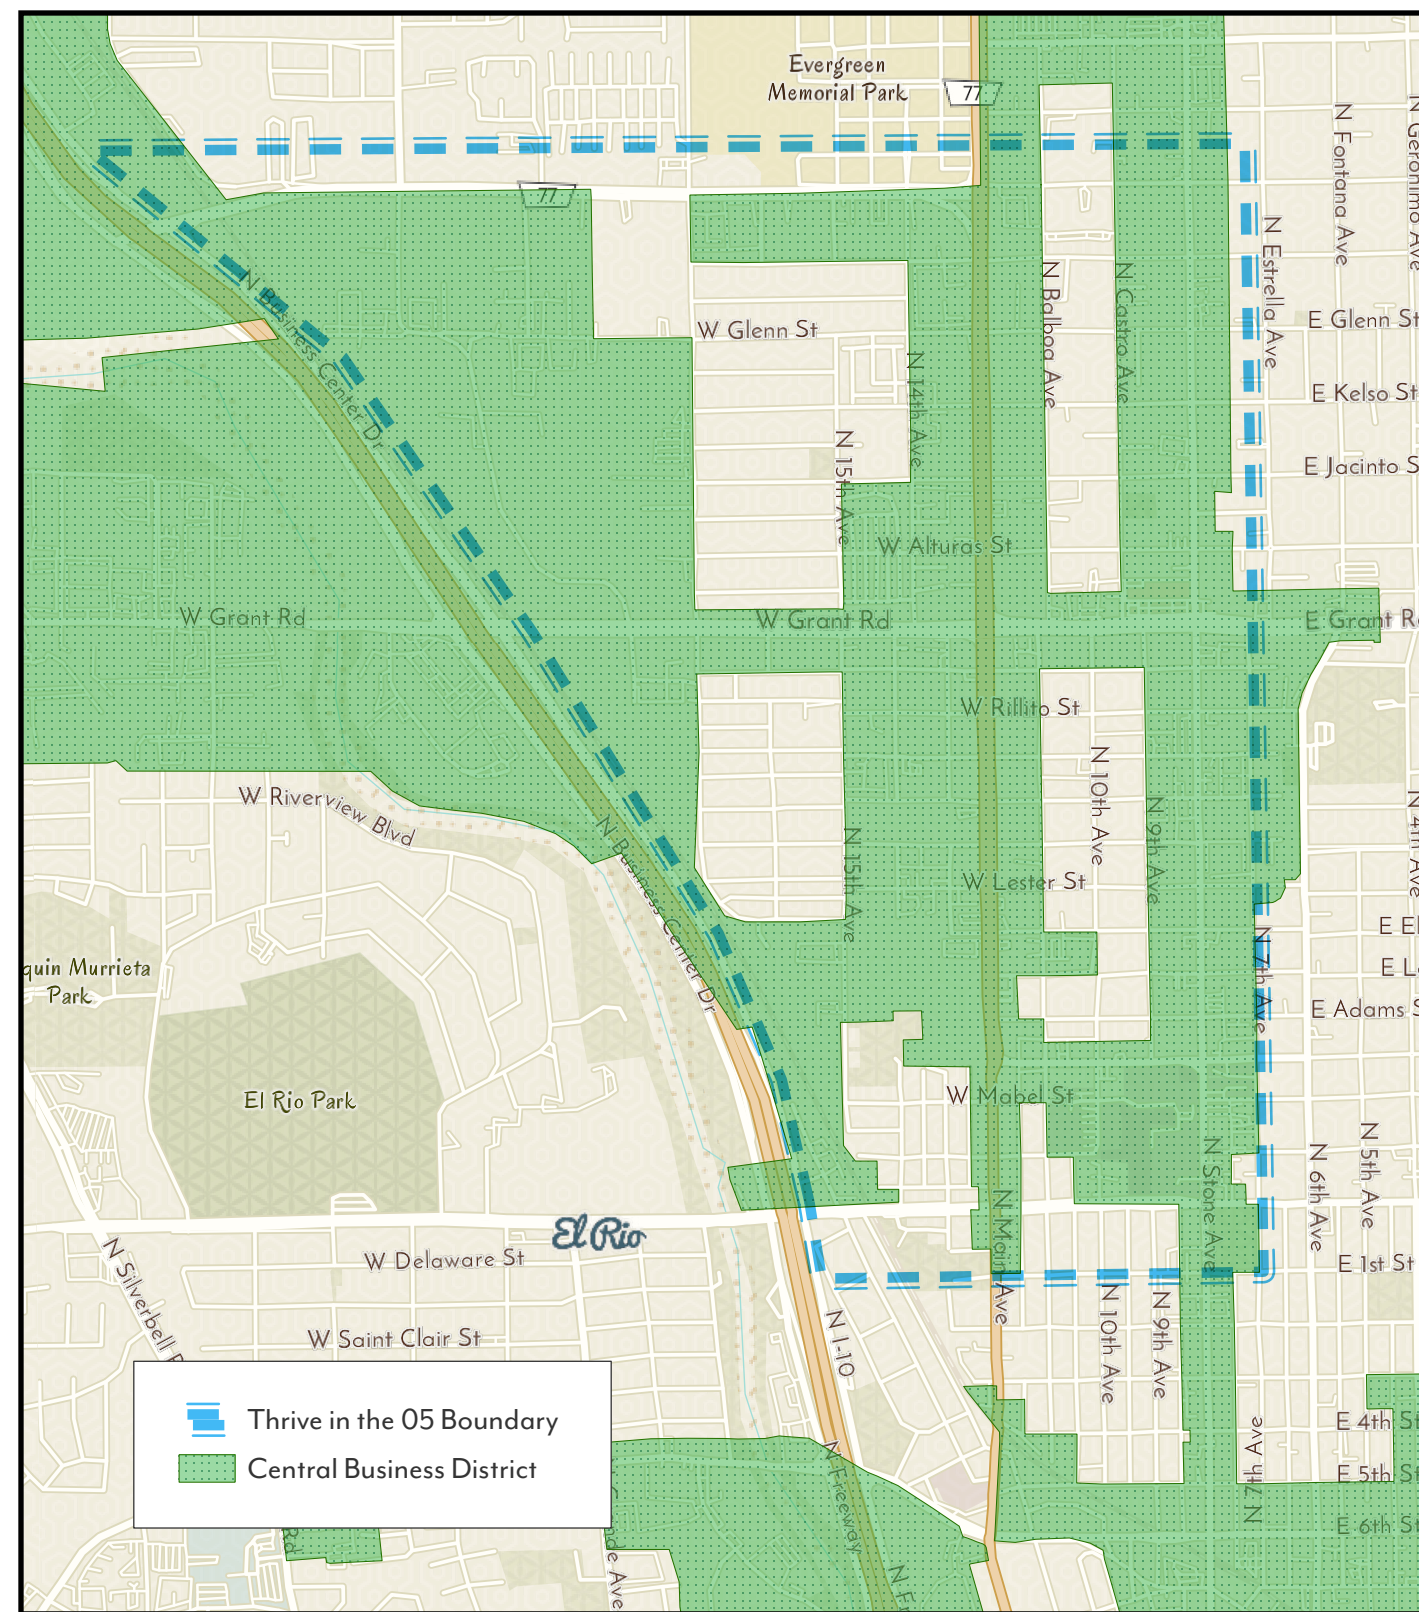 Evergreen
Memorial Park
77
77
N Fontana Ave
N Geronimo Ave
N Estrella Ave
N Business Center Dr
N Balboa Ave
N Castro Ave
W Glenn St
E Glenn St
N 14th Ave
E Kelso St
N 15th Ave
E Jacinto S
W Alturas St
W Grant Rd
W Grant Rd
E Grant R
W Rillito St
N 10th Ave
W Riverview Blvd
N Business Center Dr
N 15th Ave
N 9th Ave
N 4th Ave
W Lester St
E El
N 7th Ave
quin Murrieta
Park
E L
E Adams S
El Rio Park
W Mabel St
N Stone Ave
N 6th Ave
N 5th Ave
N Main Ave
El Rio
N Silverbell R
Rd
W Delaware St
E 1st St
N 10th Ave
N 9th Ave
N I-10
W Saint Clair St
Thrive in the 05 Boundary
Central Business District
E 4th St
N 7th Ave
E 5th St
N Freeway
E 6th St
de Ave
N Fr